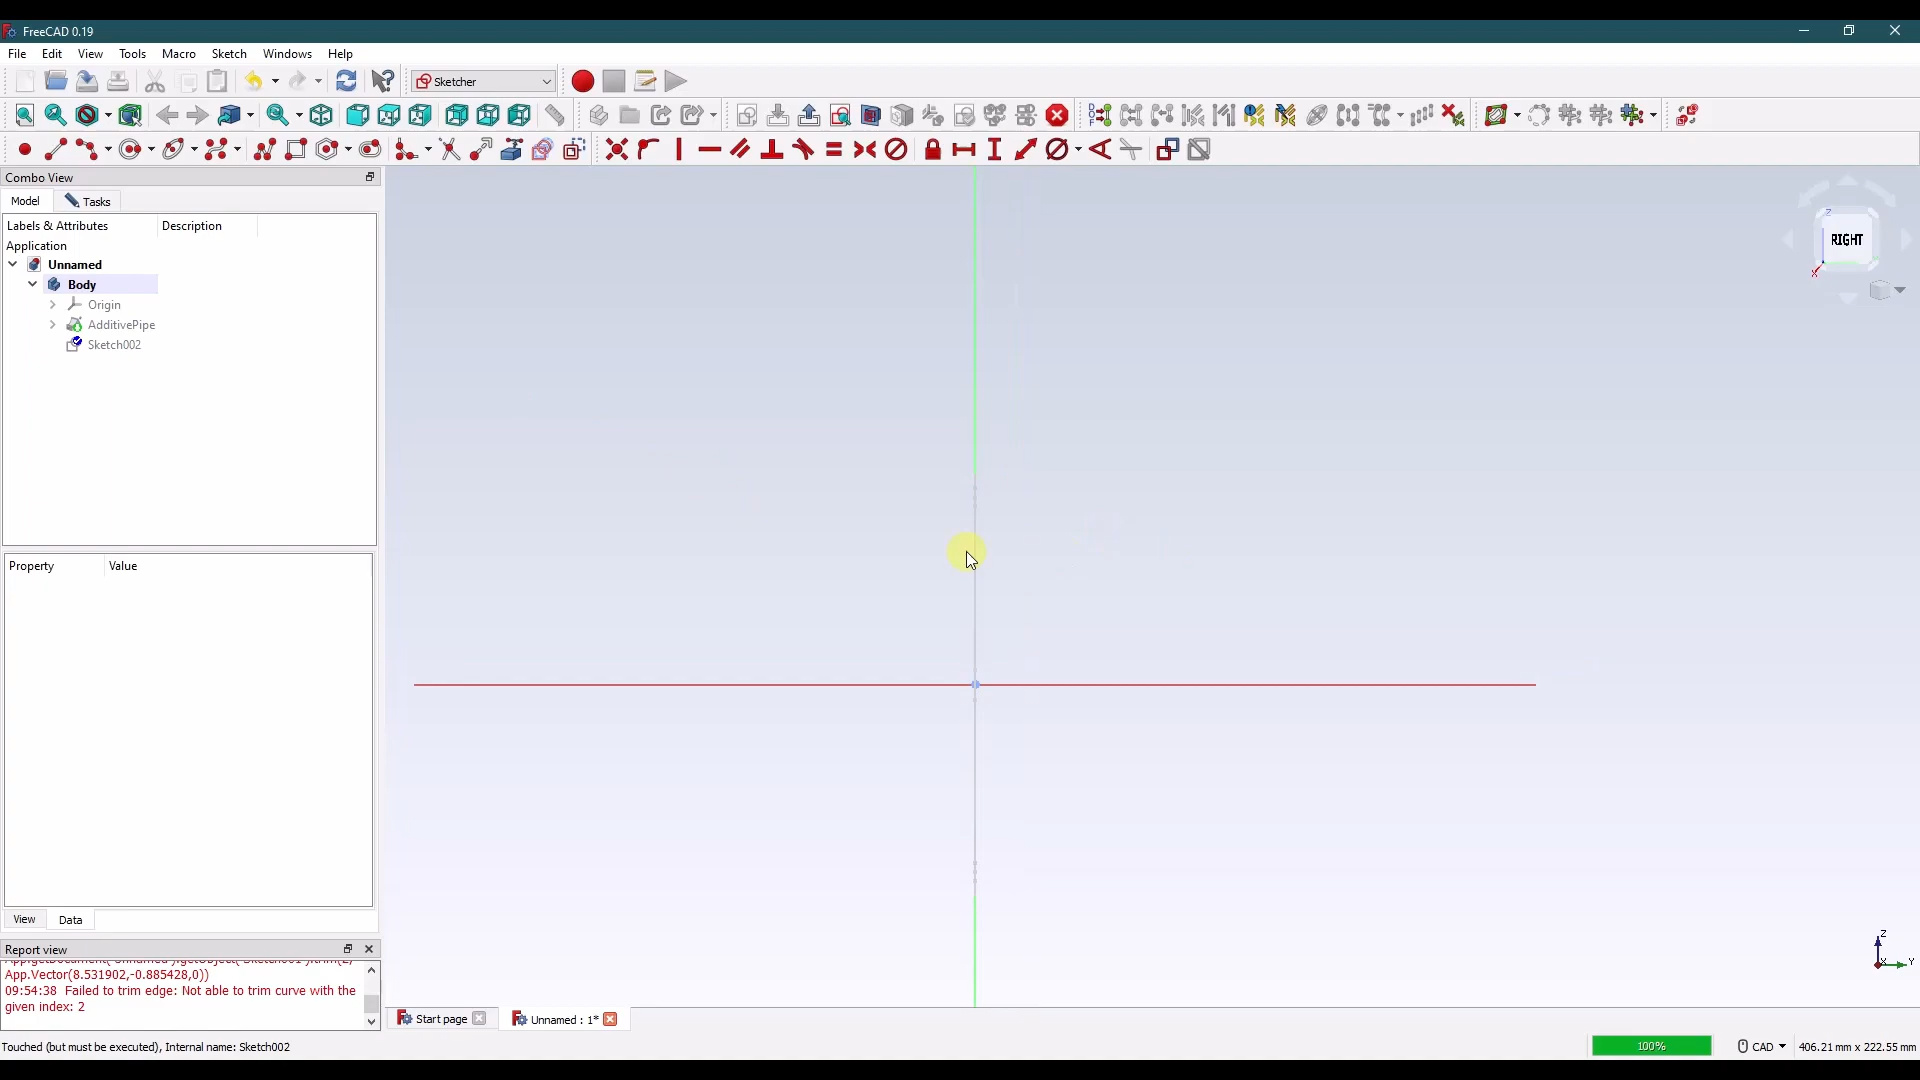 FreeCAD 0.19
File Edit View Tools Macro Sketch Windows Help
Sketcher
Combo View
Model Tasks
Labels & Attributes Description
Application
Unnamed
Body
Origin
AdditivePipe
Sketch002
RIGHT
Z
X
Property Value
View Data
Report view
App.Vector(8.531902,-0.885428,0))
09:54:38 Failed to trim edge: Not able to trim curve with the
given index: 2
Z
X Y
Start page Unnamed : 1*
Touched (but must be executed), Internal name: Sketch002
100% CAD 406.21 mm x 222.55 mm